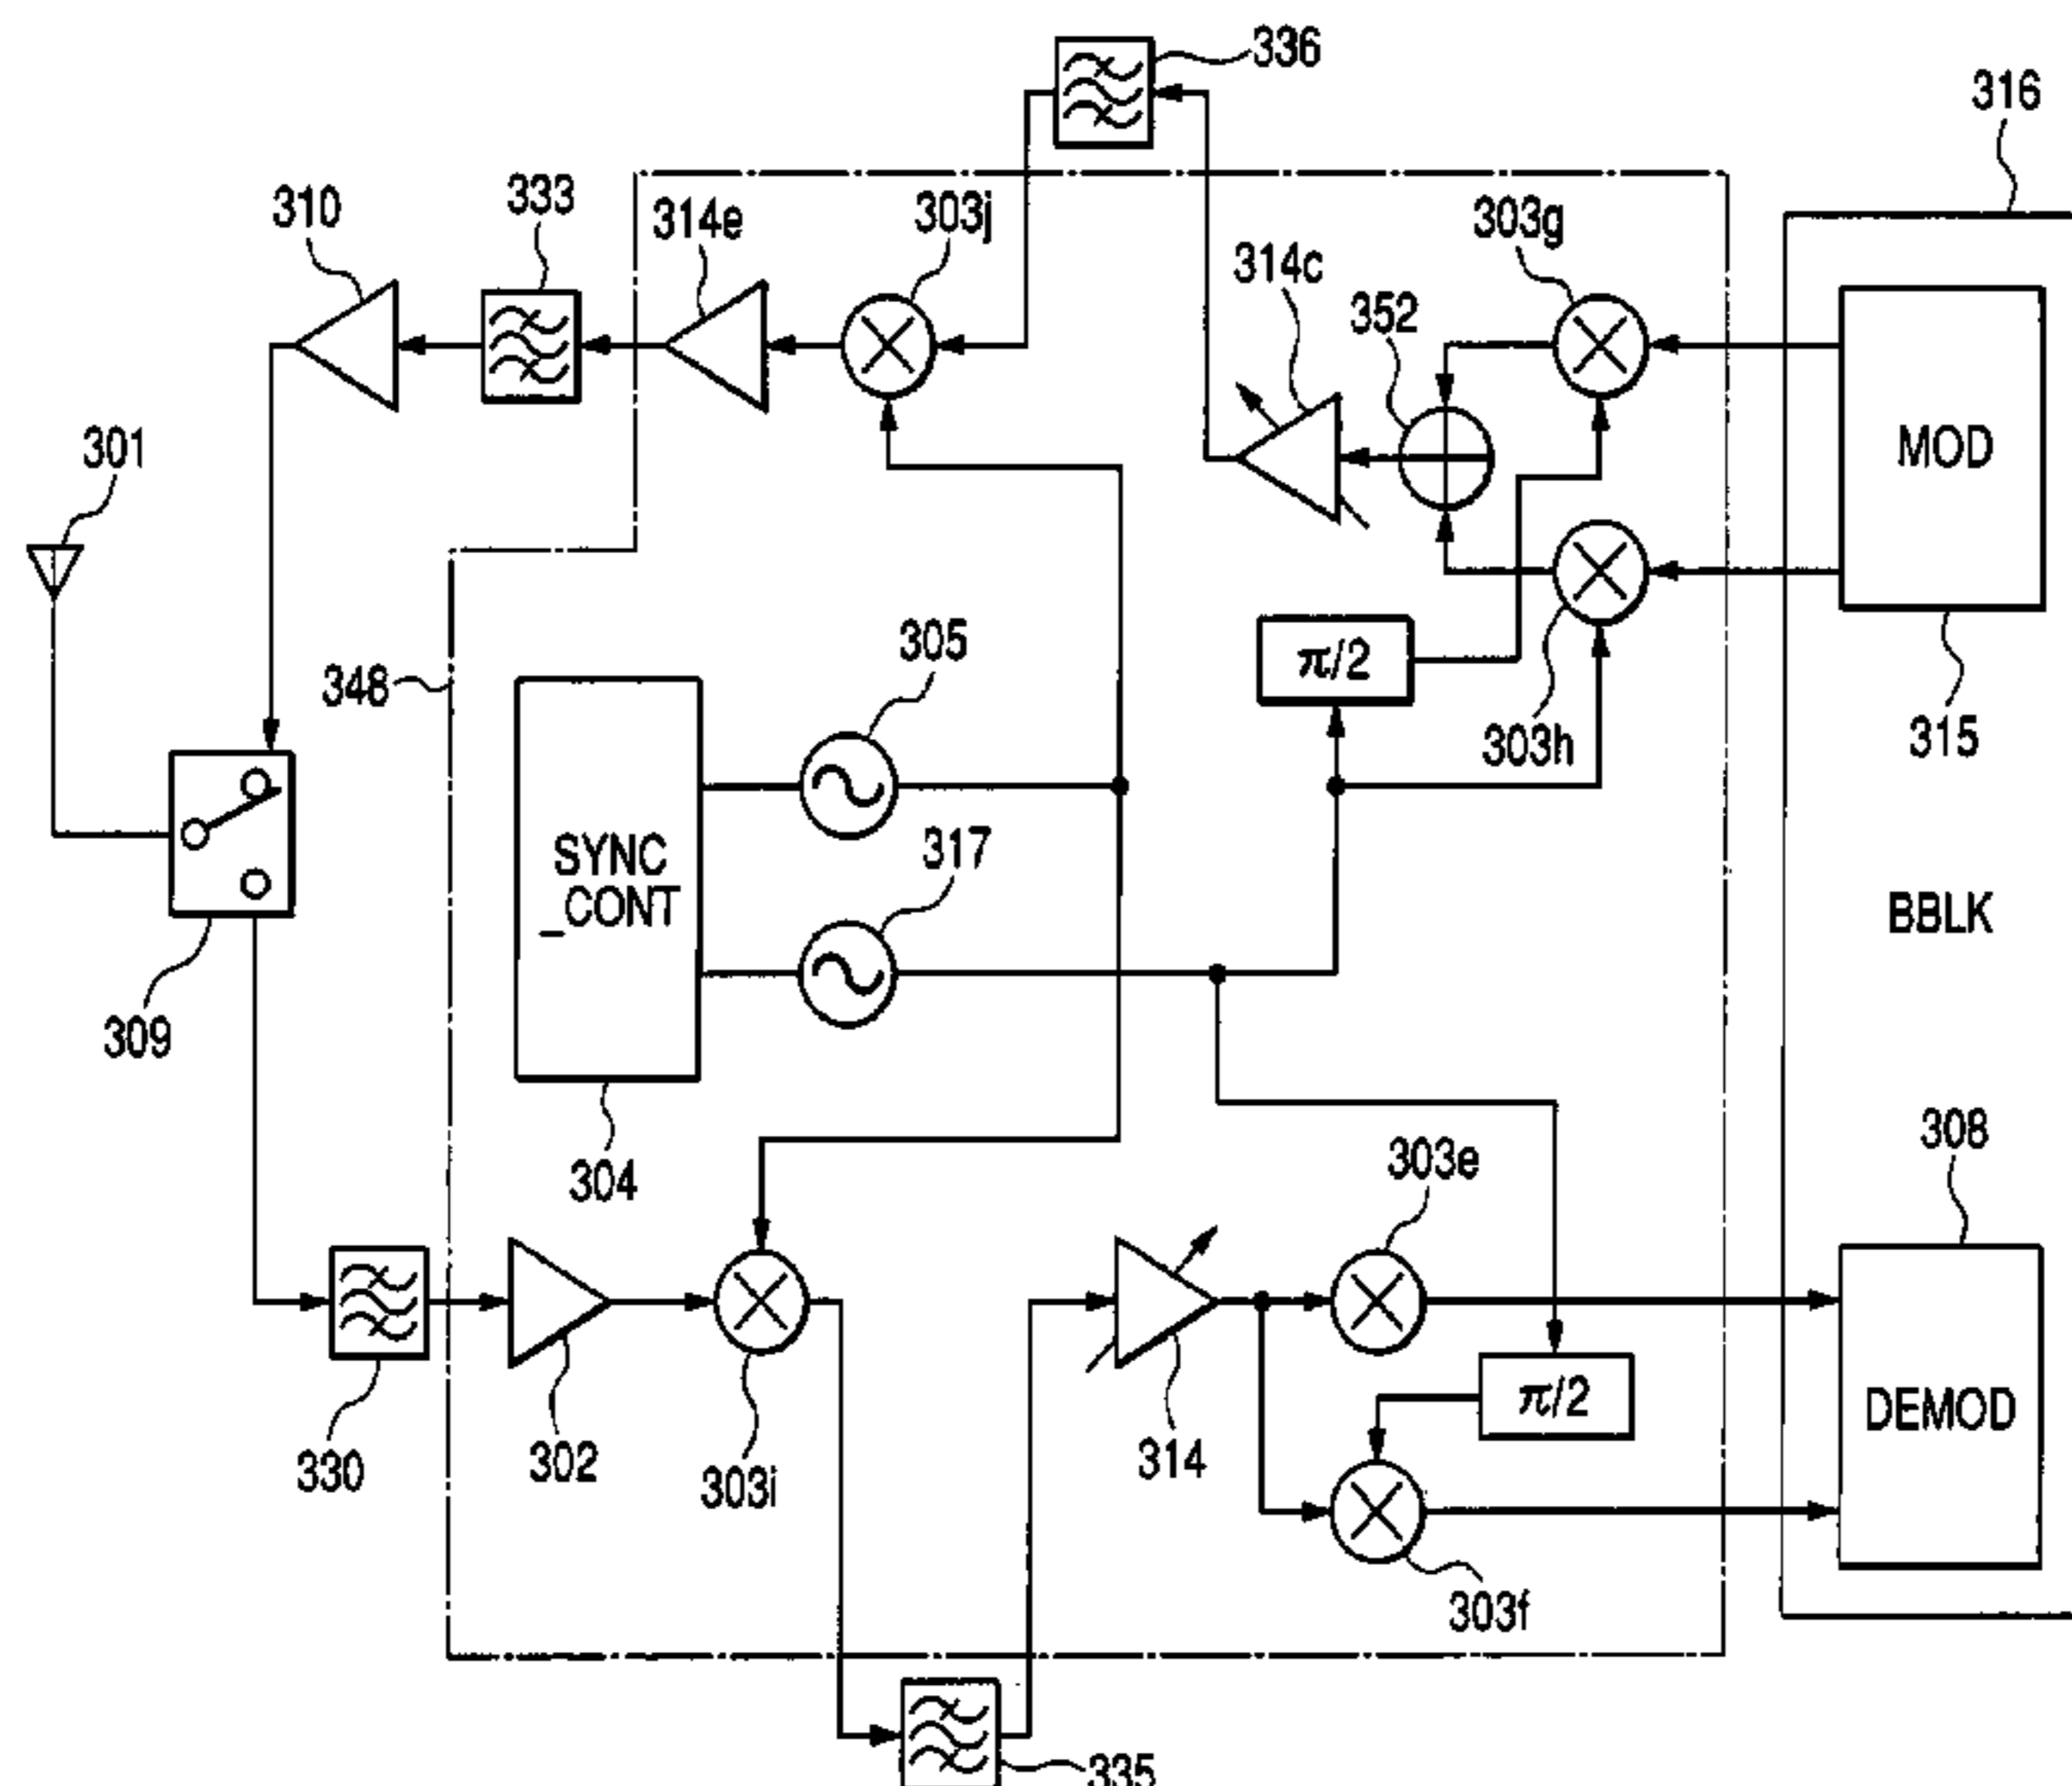 336
316
310
333
314e
303j
303g
314c
352
MOD
301
305
π/2
348
303h
315
SYNC
_CONT
317
BBLK
309
304
303e
308
π/2
DEMOD
330
302
303i
314
303f
335